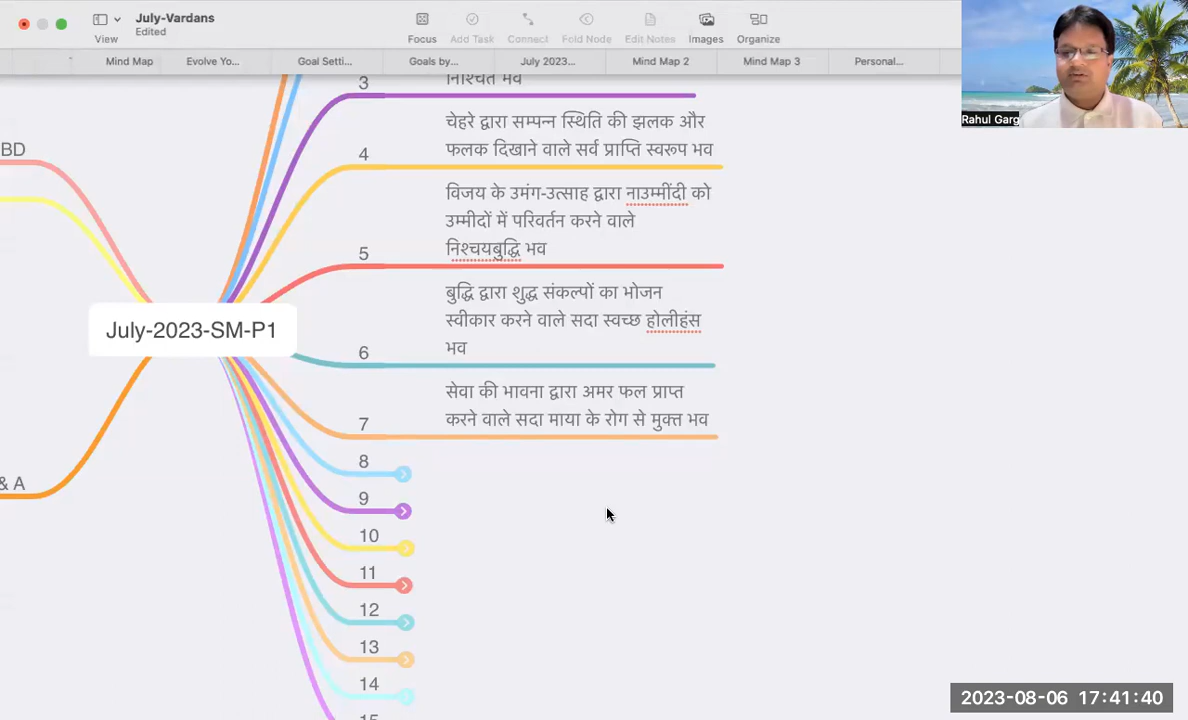 July-Vardans
Edited
View
Focus
Add Task
Connect
Fold Node
Edit Notes
Images
Organize
Mind Map
Evolve Yo...
Goal Setti...
Goals by...
July 2023...
Mind Map 2
Mind Map 3
Personal...
Rahul Garg
BD
& A
July-2023-SM-P1
3
निश्चित भव
4
चेहरे द्वारा सम्पन्न स्थिति की झलक और
फलक दिखाने वाले सर्व प्राप्ति स्वरूप भव
5
विजय के उमंग-उत्साह द्वारा नाउम्मींदी को
उम्मीदों में परिवर्तन करने वाले
निश्चयबुद्धि भव
6
बुद्धि द्वारा शुद्ध संकल्पों का भोजन
स्वीकार करने वाले सदा स्वच्छ होलीहंस
भव
7
सेवा की भावना द्वारा अमर फल प्राप्त
करने वाले सदा माया के रोग से मुक्त भव
8
9
10
11
12
13
14
15
2023-08-06 17:41:40